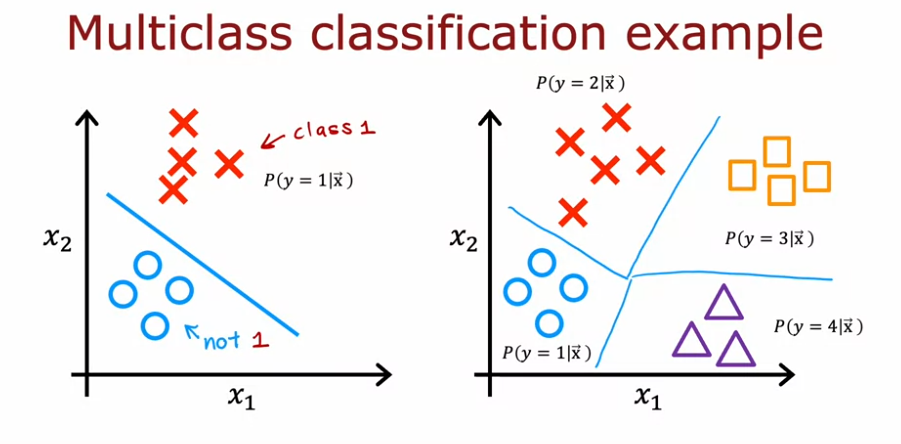 Multiclass classification example
class 1
P(y = 1|x⃗)
x₂
not 1
x₁
P(y = 2|x⃗)
x₂
P(y = 3|x⃗)
P(y = 4|x⃗)
P(y = 1|x⃗)
x₁